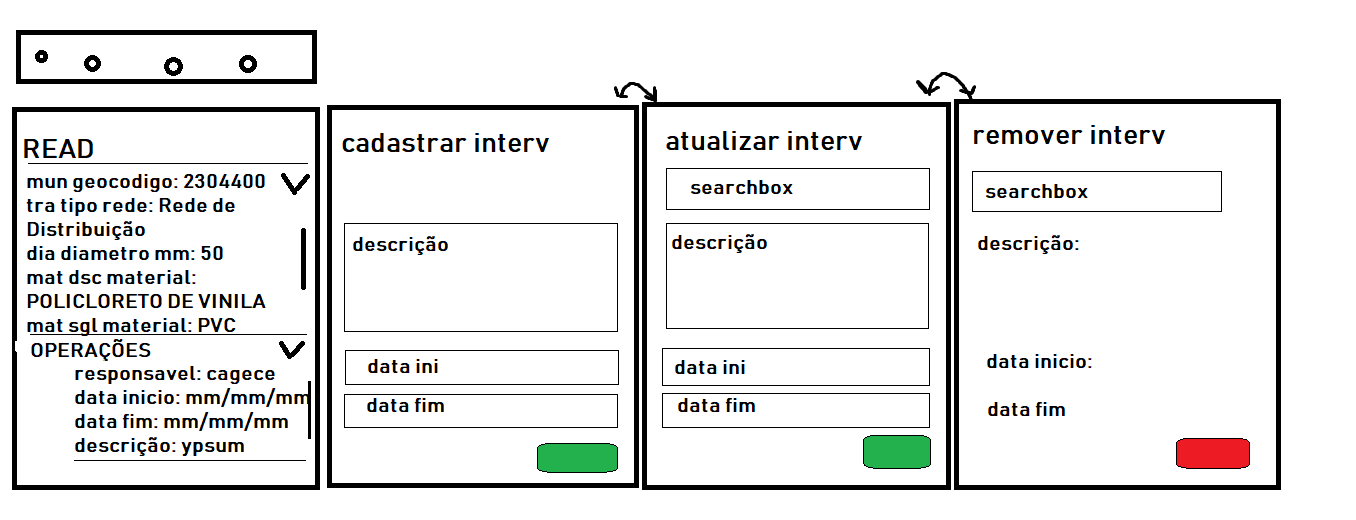 READ
mun geocodigo: 2304400
tra tipo rede: Rede de
Distribuição
dia diametro mm: 50
mat dsc material:
POLICLORETO DE VINILA
mat sgl material: PVC
OPERAÇÕES
responsavel: cagece
data inicio: mm/mm/mm
data fim: mm/mm/mm
descrição: ypsum
cadastrar interv
descrição
data ini
data fim
atualizar interv
searchbox
descrição
data ini
data fim
remover interv
searchbox
descrição:
data inicio:
data fim